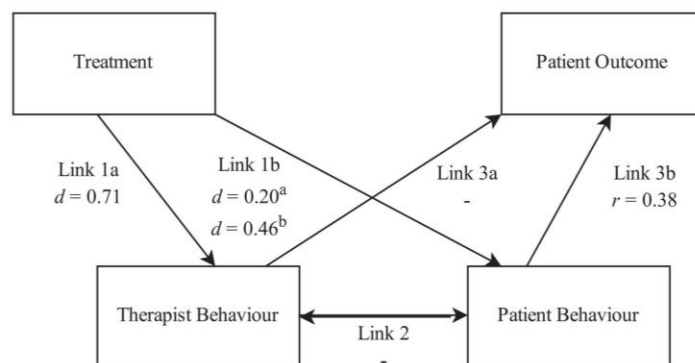 Treatment
Patient Outcome
Link 1a
d = 0.71
Link 1b
d = 0.20ᵃ
d = 0.46ᵇ
Link 3a
-
Link 3b
r = 0.38
Therapist Behaviour
Link 2
-
Patient Behaviour